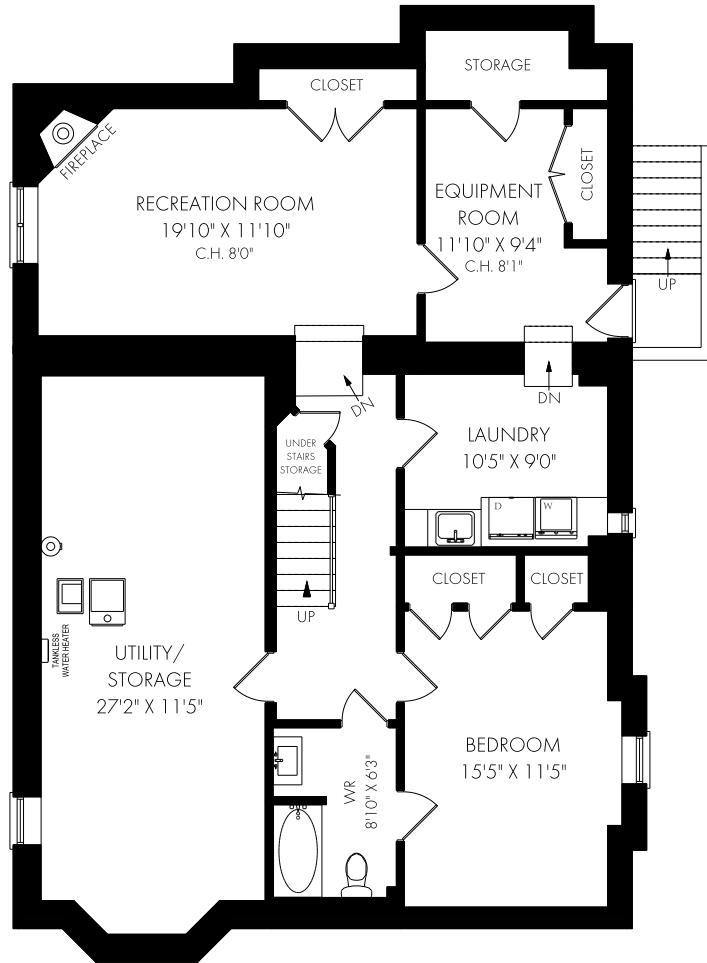 STORAGE
CLOSET
FIREPLACE
CLOSET
RECREATION ROOM
19'10" X 11'10"
C.H. 8'0"
EQUIPMENT
ROOM
11'10" X 9'4"
C.H. 8'1"
UP
DN
DN
UNDER
STAIRS
STORAGE
LAUNDRY
10'5" X 9'0"
D
W
CLOSET
CLOSET
UP
TANKLESS
WATER HEATER
UTILITY/
STORAGE
27'2" X 11'5"
BEDROOM
15'5" X 11'5"
WR
8'10" X 6'3"